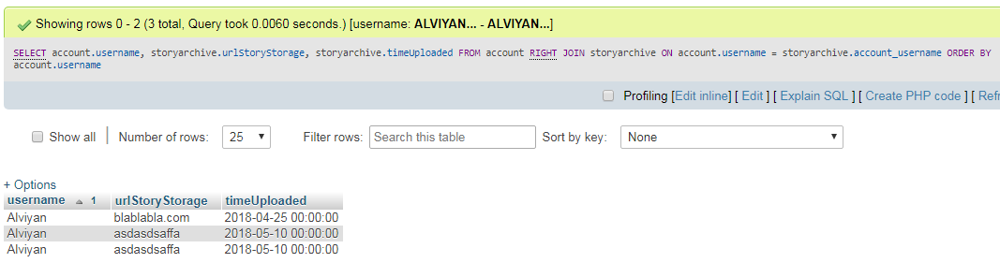 Showing rows 0 - 2 (3 total, Query took 0.0060 seconds.) [username: ALVIYAN... - ALVIYAN...]
SELECT account.username, storyarchive.urlStoryStorage, storyarchive.timeUploaded FROM account RIGHT JOIN storyarchive ON account.username = storyarchive.account_username ORDER BY
account.username
Profiling [Edit inline] [ Edit ] [ Explain SQL ] [ Create PHP code ] [ Refr
Show all | Number of rows: 25 Filter rows: Search this table Sort by key: None
+ Options
username 1 urlStoryStorage timeUploaded
Alviyan blablabla.com 2018-04-25 00:00:00
Alviyan asdasdsaffa 2018-05-10 00:00:00
Alviyan asdasdsaffa 2018-05-10 00:00:00